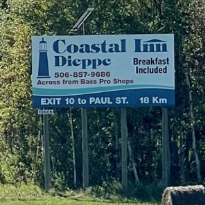 Coastal Inn
Dieppe
Breakfast
Included
506-857-9686
Across from Bass Pro Shops
EXIT 10 to PAUL ST. 18 Km